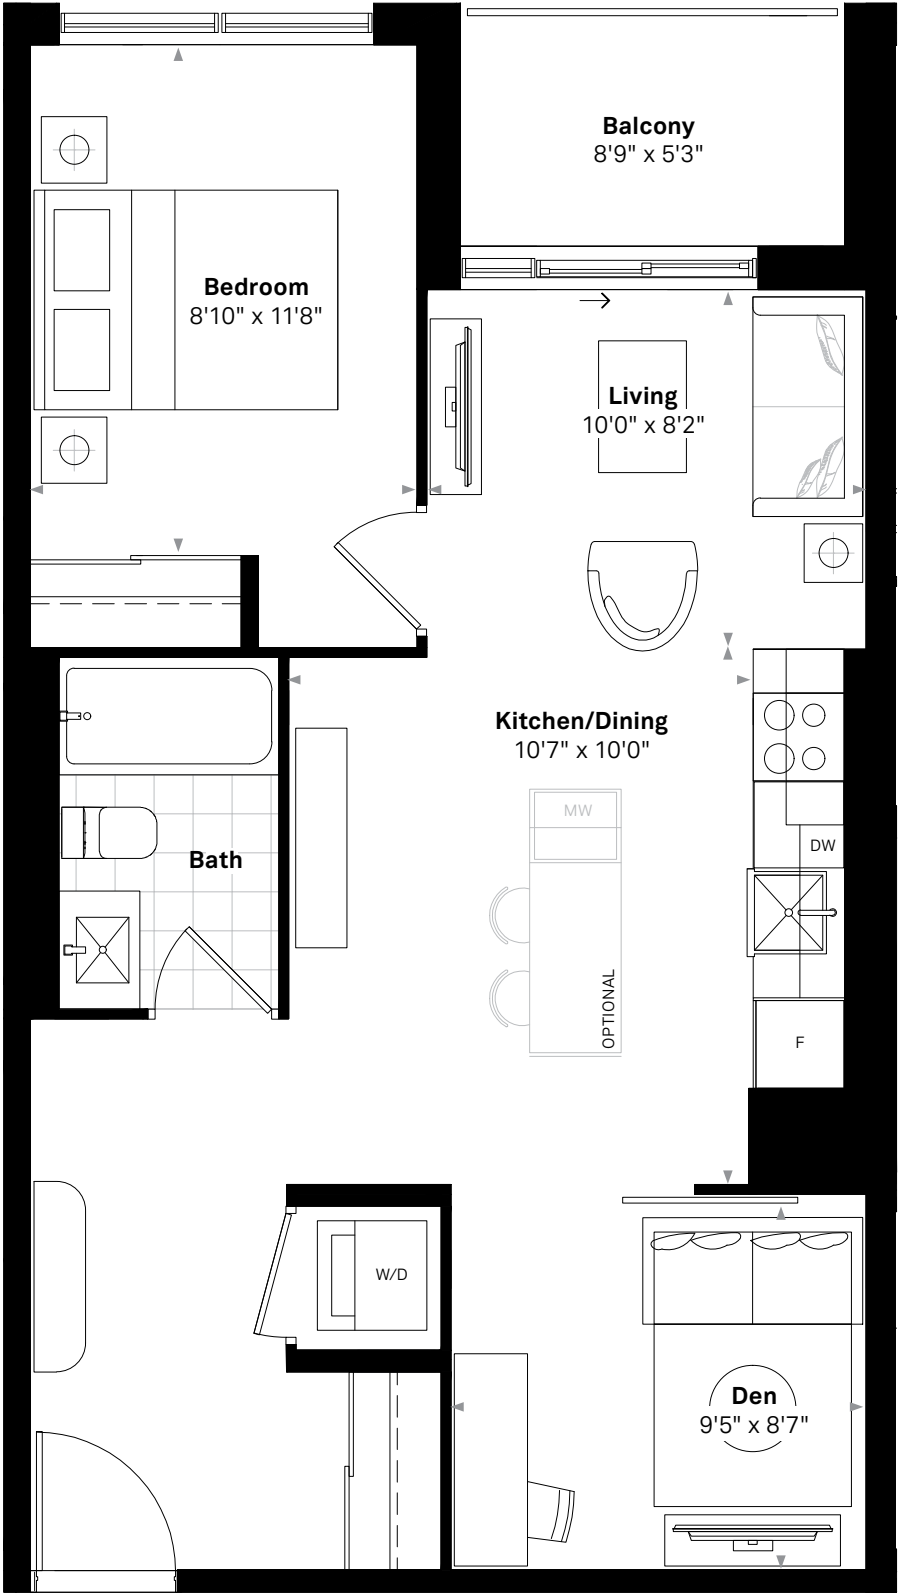 Balcony
8'9" x 5'3"
Bedroom
8'10" x 11'8"
Living
10'0" x 8'2"
Kitchen/Dining
10'7" x 10'0"
MW
DW
Bath
OPTIONAL
F
W/D
Den
9'5" x 8'7"